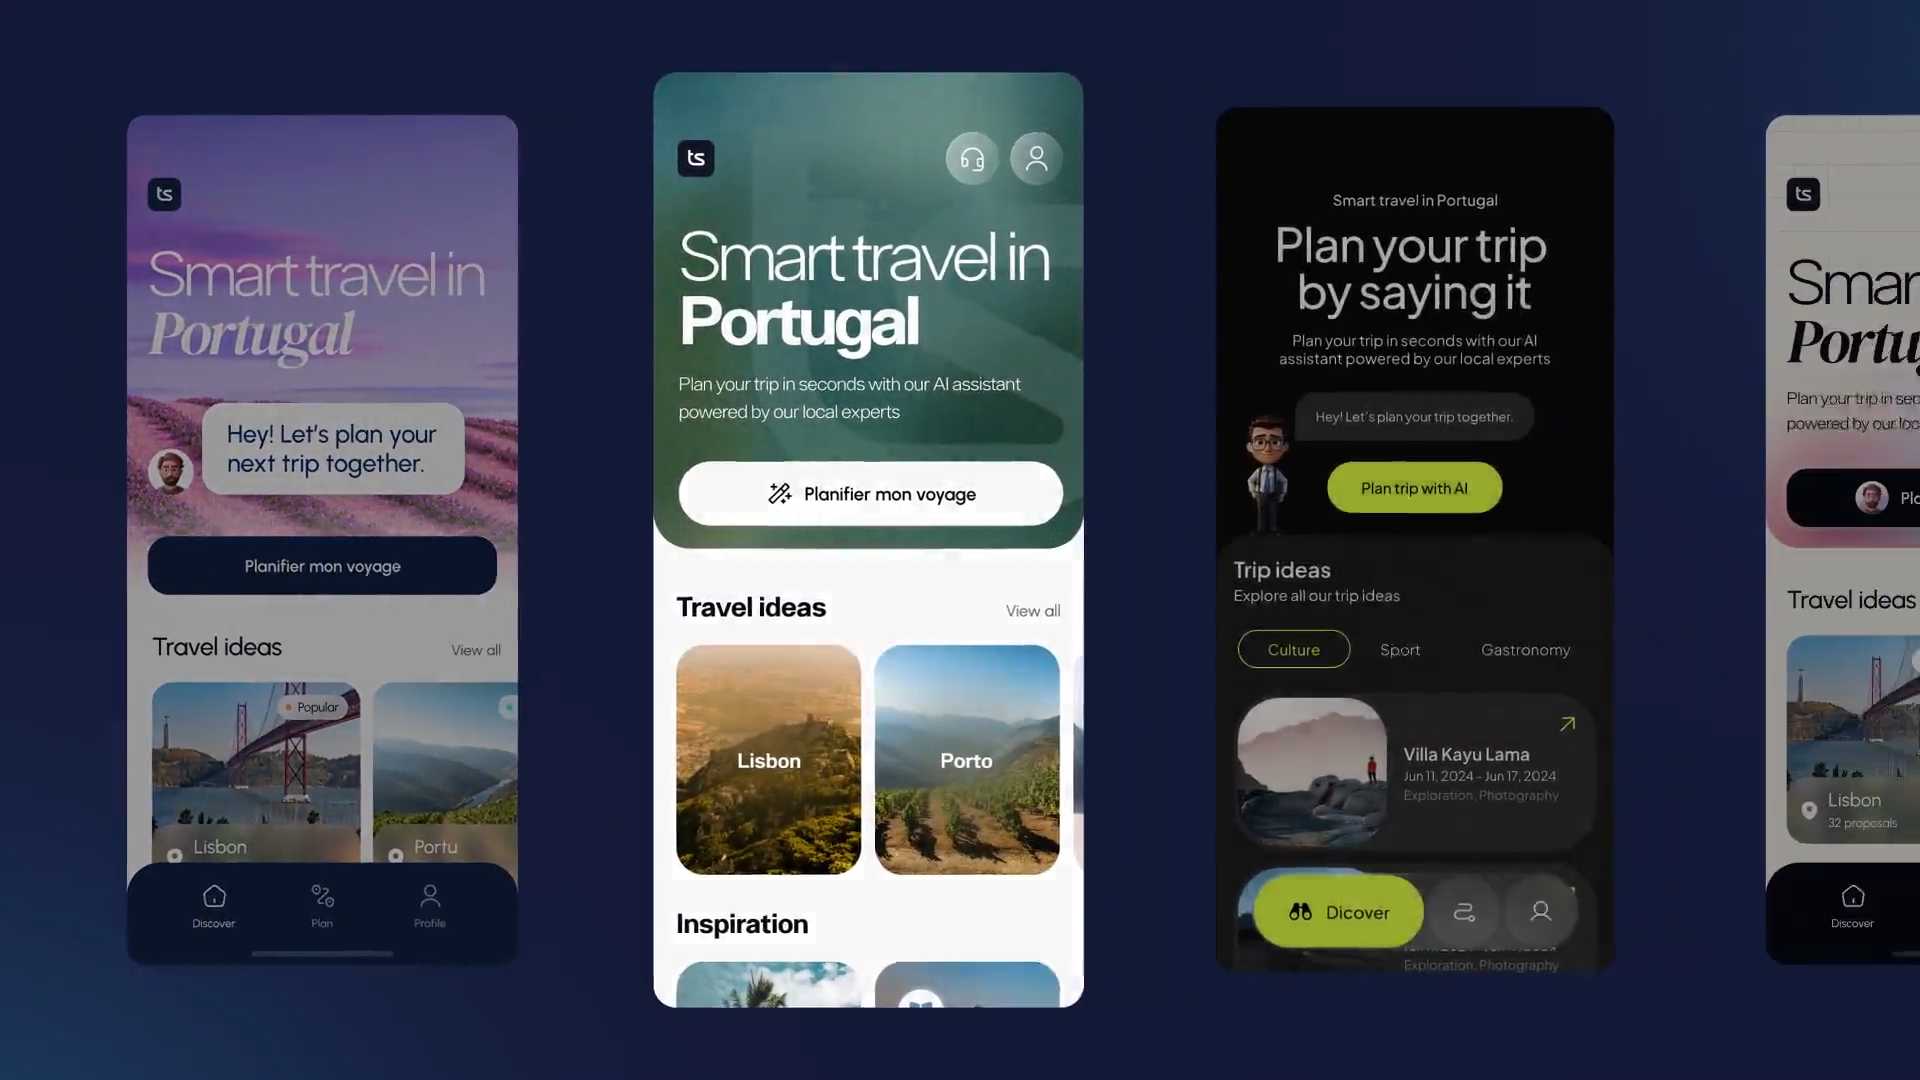 ts
Smart travel in
Portugal
Hey! Let's plan your
next trip together.
Planifier mon voyage
Travel ideas
View all
Popular
Lisbon
Portu
Discover
Plan
Profile
ts
Smart travel in
Portugal
Plan your trip in seconds with our AI assistant
powered by our local experts
Planifier mon voyage
Travel ideas
View all
Lisbon
Porto
Inspiration
Smart travel in Portugal
Plan your trip
by saying it
Plan your trip in seconds with our AI
assistant powered by our local experts
Hey! Let's plan your trip together.
Plan trip with AI
Trip ideas
Explore all our trip ideas
Culture
Sport
Gastronomy
Villa Kayu Lama
Jun 11, 2024 - Jun 17, 2024
Exploration, Photography
Dicover
Exploration, Photography
ts
Smar
Portu
Plan your trip in sec
powered by our loc
Pla
Travel ideas
Lisbon
32 proposals
Discover